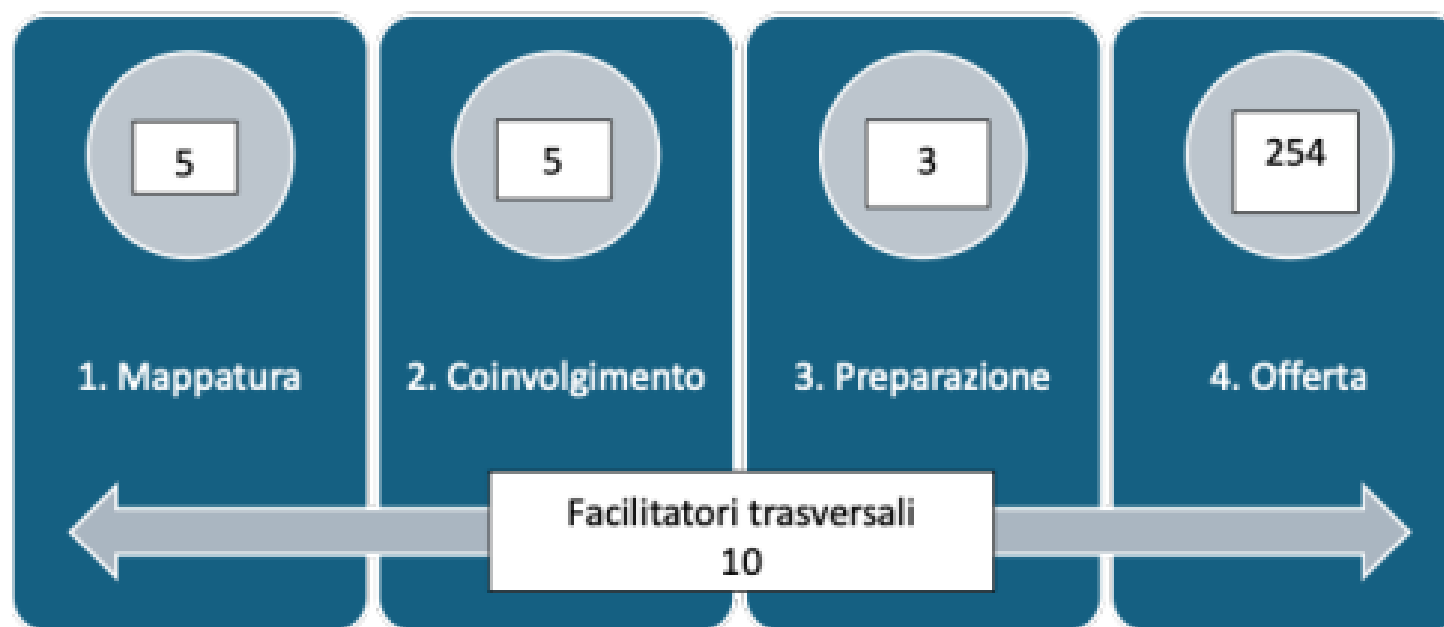 5
5
3
254
1. Mappatura
2. Coinvolgimento
3. Preparazione
4. Offerta
Facilitatori trasversali
10